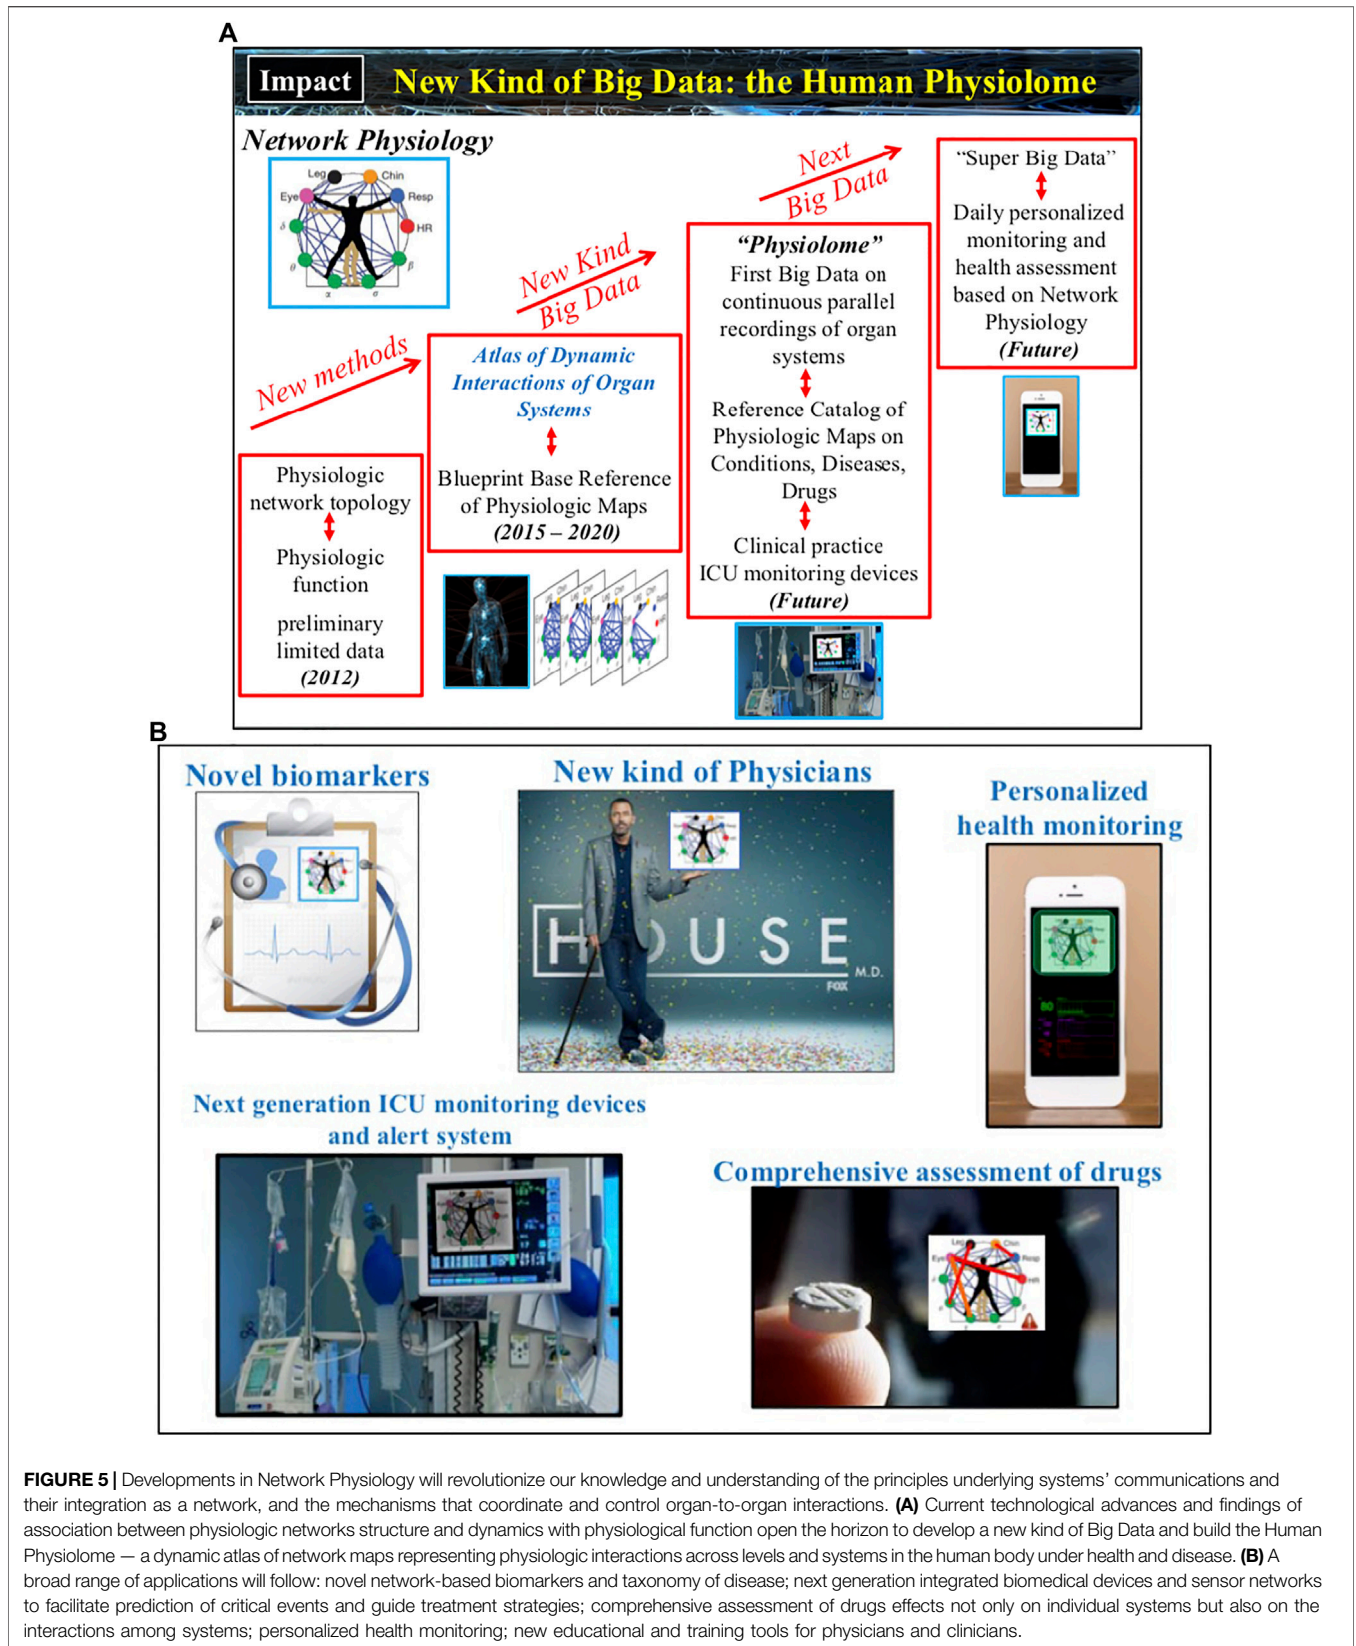 A
Impact
New Kind of Big Data: the Human Physiolome
Network Physiology
Leg
Chin
Eye
Resp
δ
HR
θ
β
α
σ
New methods
New Kind
Big Data
Next
Big Data
Physiologic
network topology
Physiologic
function
preliminary
limited data
(2012)
Atlas of Dynamic
Interactions of Organ
Systems
Blueprint Base Reference
of Physiologic Maps
(2015 – 2020)
“Physiolome”
First Big Data on
continuous parallel
recordings of organ
systems
Reference Catalog of
Physiologic Maps on
Conditions, Diseases,
Drugs
Clinical practice
ICU monitoring devices
(Future)
“Super Big Data”
Daily personalized
monitoring and
health assessment
based on Network
Physiology
(Future)
B
Novel biomarkers
New kind of Physicians
HOUSE
M.D.
FOX
Personalized
health monitoring
80
Next generation ICU monitoring devices
and alert system
Comprehensive assessment of drugs
Leg
Chin
Eye
Resp
HR
FIGURE 5 | Developments in Network Physiology will revolutionize our knowledge and understanding of the principles underlying systems’ communications and
their integration as a network, and the mechanisms that coordinate and control organ-to-organ interactions. (A) Current technological advances and findings of
association between physiologic networks structure and dynamics with physiological function open the horizon to develop a new kind of Big Data and build the Human
Physiolome — a dynamic atlas of network maps representing physiologic interactions across levels and systems in the human body under health and disease. (B) A
broad range of applications will follow: novel network-based biomarkers and taxonomy of disease; next generation integrated biomedical devices and sensor networks
to facilitate prediction of critical events and guide treatment strategies; comprehensive assessment of drugs effects not only on individual systems but also on the
interactions among systems; personalized health monitoring; new educational and training tools for physicians and clinicians.